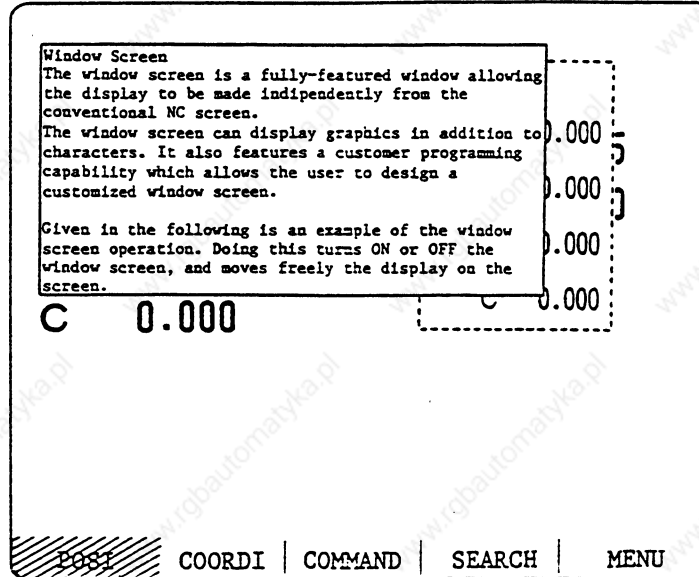 Window Screen
The window screen is a fully-featured window allowing
the display to be made indipendently from the
conventional NC screen.
The window screen can display graphics in addition to
characters. It also features a customer programming
capability which allows the user to design a
customized window screen.
Given in the following is an example of the window
screen operation. Doing this turns ON or OFF the
window screen, and moves freely the display on the
screen.
0.000
0.000
0.000
C 0.000
C 0.000
POSI COORDI COMMAND SEARCH MENU
www.rgbautomatyka.pl